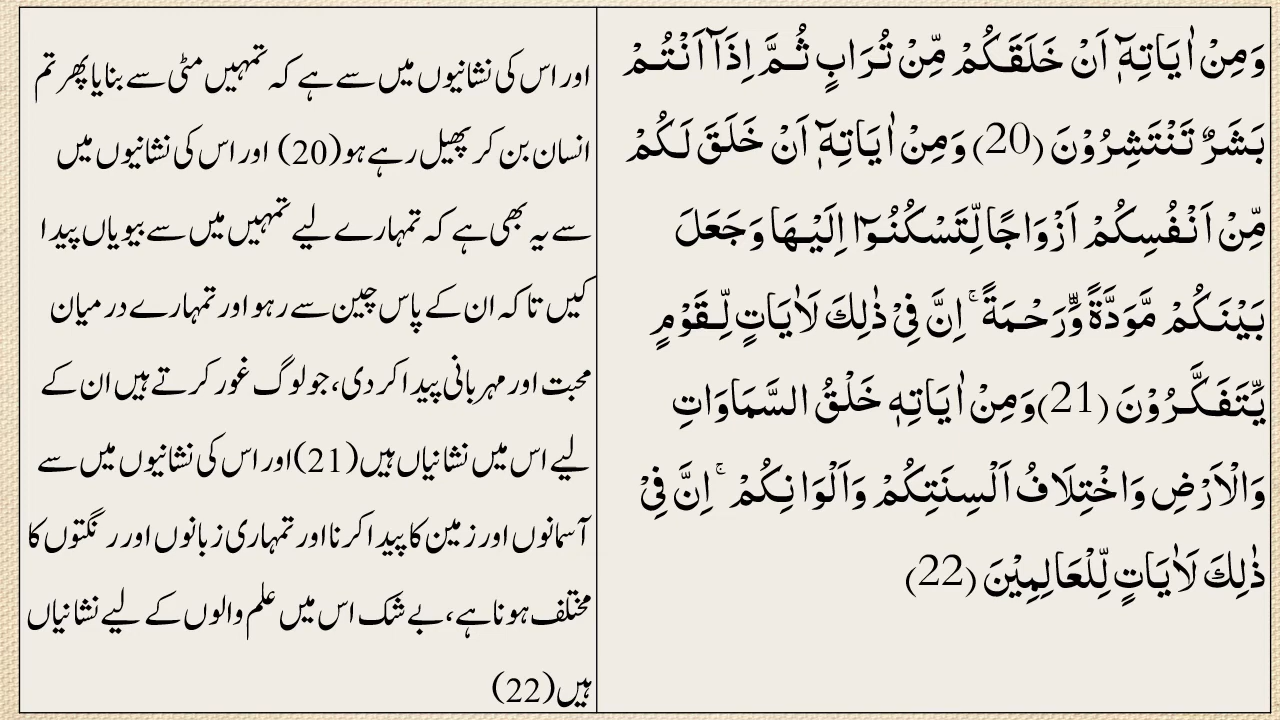 وَمِنْ اٰيَاتِهٖٓ اَنْ خَلَقَكُمْ مِّنْ تُرَابٍ ثُمَّ اِذَآ اَنْتُمْ
بَشَرٌ تَنْتَشِرُوْنَ (20) وَمِنْ اٰيَاتِهٖٓ اَنْ خَلَقَ لَكُمْ
مِّنْ اَنْفُسِكُمْ اَزْوَاجًا لِّتَسْكُنُوْٓا اِلَيْهَا وَجَعَلَ
بَيْنَكُمْ مَّوَدَّةً وَّرَحْمَةً ۚ اِنَّ فِىْ ذٰلِكَ لَاٰيَاتٍ لِّقَوْمٍ
يَّتَفَكَّرُوْنَ (21) وَمِنْ اٰيَاتِهٖ خَلْقُ السَّمَاوَاتِ
وَالْاَرْضِ وَاخْتِلَافُ اَلْسِنَتِكُمْ وَاَلْوَانِكُمْ ۚ اِنَّ فِىْ
ذٰلِكَ لَاٰيَاتٍ لِّلْعَالِمِيْنَ (22)
اور اس کی نشانیوں میں سے ہے کہ تمہیں مٹی سے بنایا پھر تم
انسان بن کر پھیل رہے ہو (20) اور اس کی نشانیوں میں
سے یہ بھی ہے کہ تمہارے لیے تمہیں میں سے بیویاں پیدا
کیں تاکہ ان کے پاس چین سے رہو اور تمہارے درمیان
محبت اور مہربانی پیدا کر دی، جو لوگ غور کرتے ہیں ان کے
لیے اس میں نشانیاں ہیں (21) اور اس کی نشانیوں میں سے
آسمانوں اور زمین کا پیدا کرنا اور تمہاری زبانوں اور رنگتوں کا
مختلف ہونا ہے، بے شک اس میں علم والوں کے لیے نشانیاں
ہیں (22)